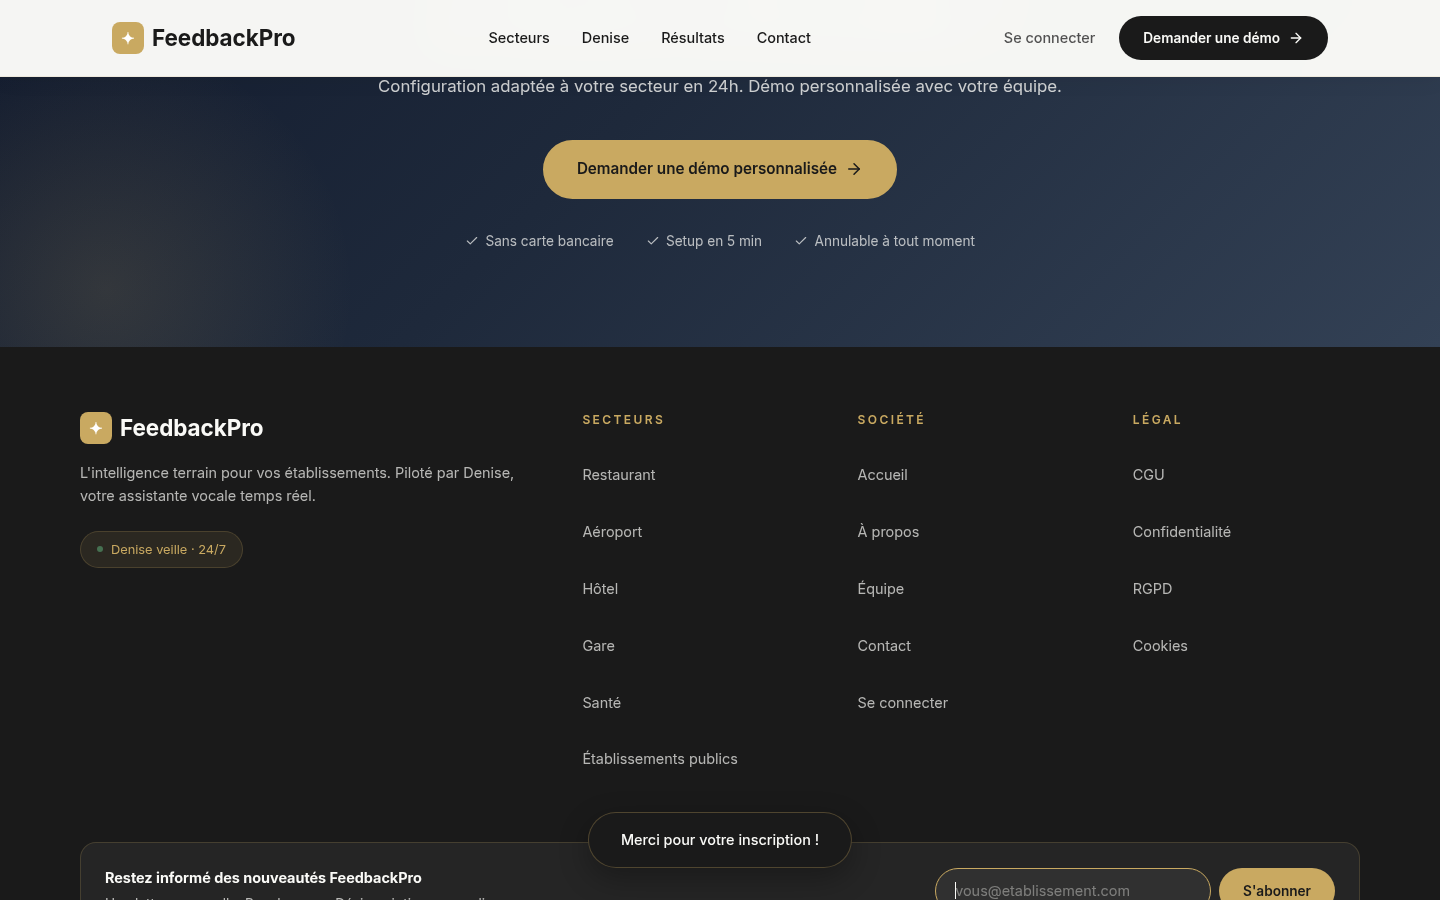 FeedbackPro
Secteurs
Denise
Résultats
Contact
Se connecter
Demander une démo
Configuration adaptée à votre secteur en 24h. Démo personnalisée avec votre équipe.
Demander une démo personnalisée
Sans carte bancaire
Setup en 5 min
Annulable à tout moment
FeedbackPro
L'intelligence terrain pour vos établissements. Piloté par Denise,
votre assistante vocale temps réel.
Denise veille · 24/7
SECTEURS
Restaurant
Aéroport
Hôtel
Gare
Santé
Établissements publics
SOCIÉTÉ
Accueil
À propos
Équipe
Contact
Se connecter
LÉGAL
CGU
Confidentialité
RGPD
Cookies
Merci pour votre inscription !
Restez informé des nouveautés FeedbackPro
vous@etablissement.com
S'abonner